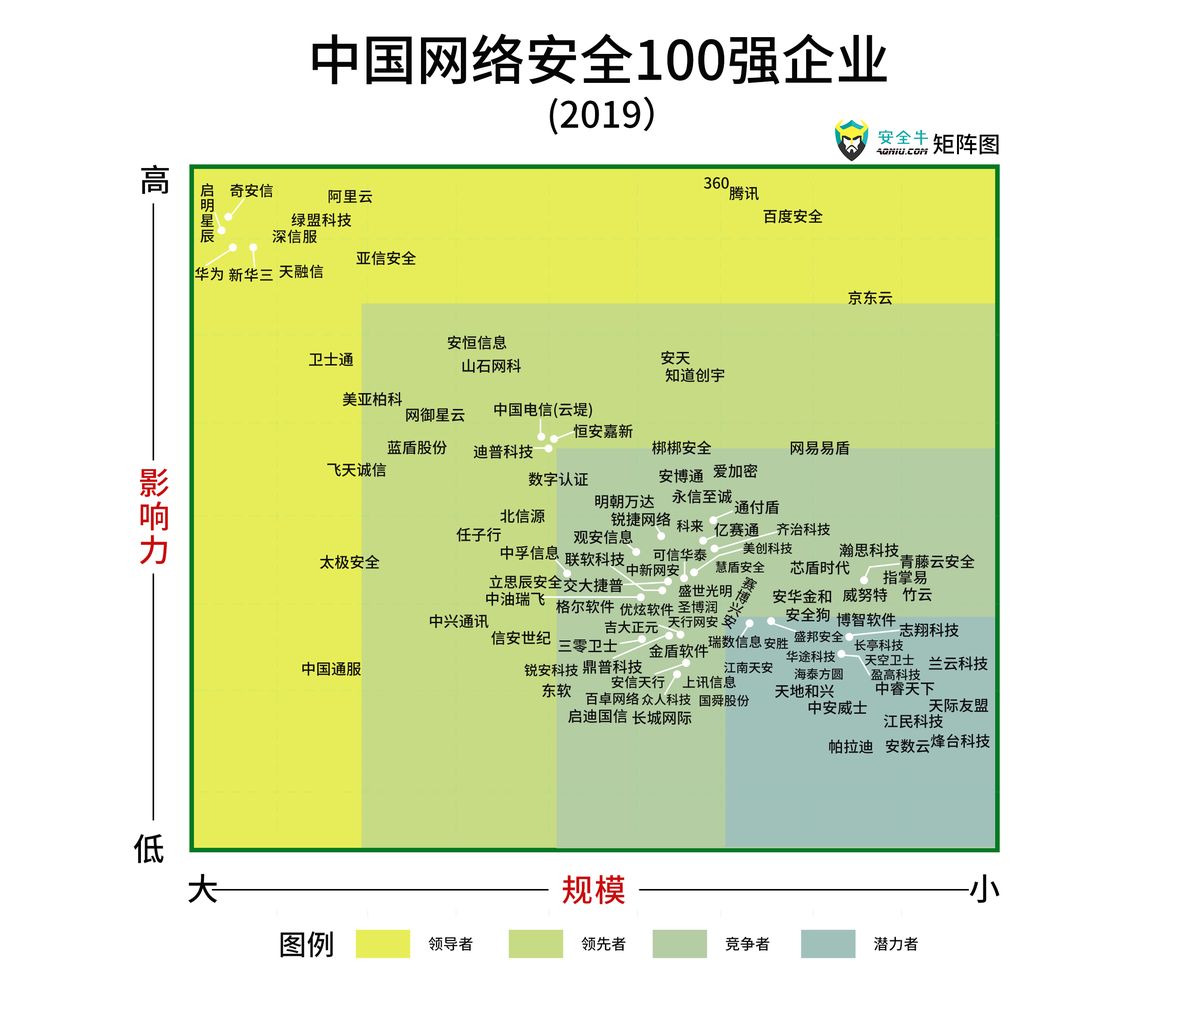 中国网络安全100强企业
(2019）
安全牛
AQNIU.COM
矩阵图
高
影响力
低
启明星辰
奇安信
阿里云
绿盟科技
深信服
亚信安全
华为
新华三
天融信
360
腾讯
百度安全
京东云
卫士通
安恒信息
山石网科
安天
知道创宇
美亚柏科
网御星云
中国电信(云堤)
恒安嘉新
蓝盾股份
迪普科技
梆梆安全
网易易盾
飞天诚信
数字认证
安博通
爱加密
明朝万达
永信至诚
通付盾
北信源
锐捷网络
科来
亿赛通
齐治科技
任子行
观安信息
中孚信息
联软科技
可信华泰
美创科技
瀚思科技
太极安全
中新网安
慧盾安全
芯盾时代
青藤云安全
指掌易
立思辰安全
交大捷普
盛世光明
赛博兴安
安华金和
威努特
竹云
中油瑞飞
格尔软件
优炫软件
圣博润
安全狗
博智软件
中兴通讯
吉大正元
天行网安
志翔科技
信安世纪
三零卫士
瑞数信息
安胜
盛邦安全
长亭科技
金盾软件
华途科技
天空卫士
兰云科技
中国通服
锐安科技
鼎普科技
江南天安
海泰方圆
盈高科技
东软
安信天行
上讯信息
天地和兴
中睿天下
百卓网络
众人科技
国舜股份
中安威士
天际友盟
启迪国信
长城网际
江民科技
帕拉迪
安数云
烽台科技
大
规模
小
图例
领导者
领先者
竞争者
潜力者